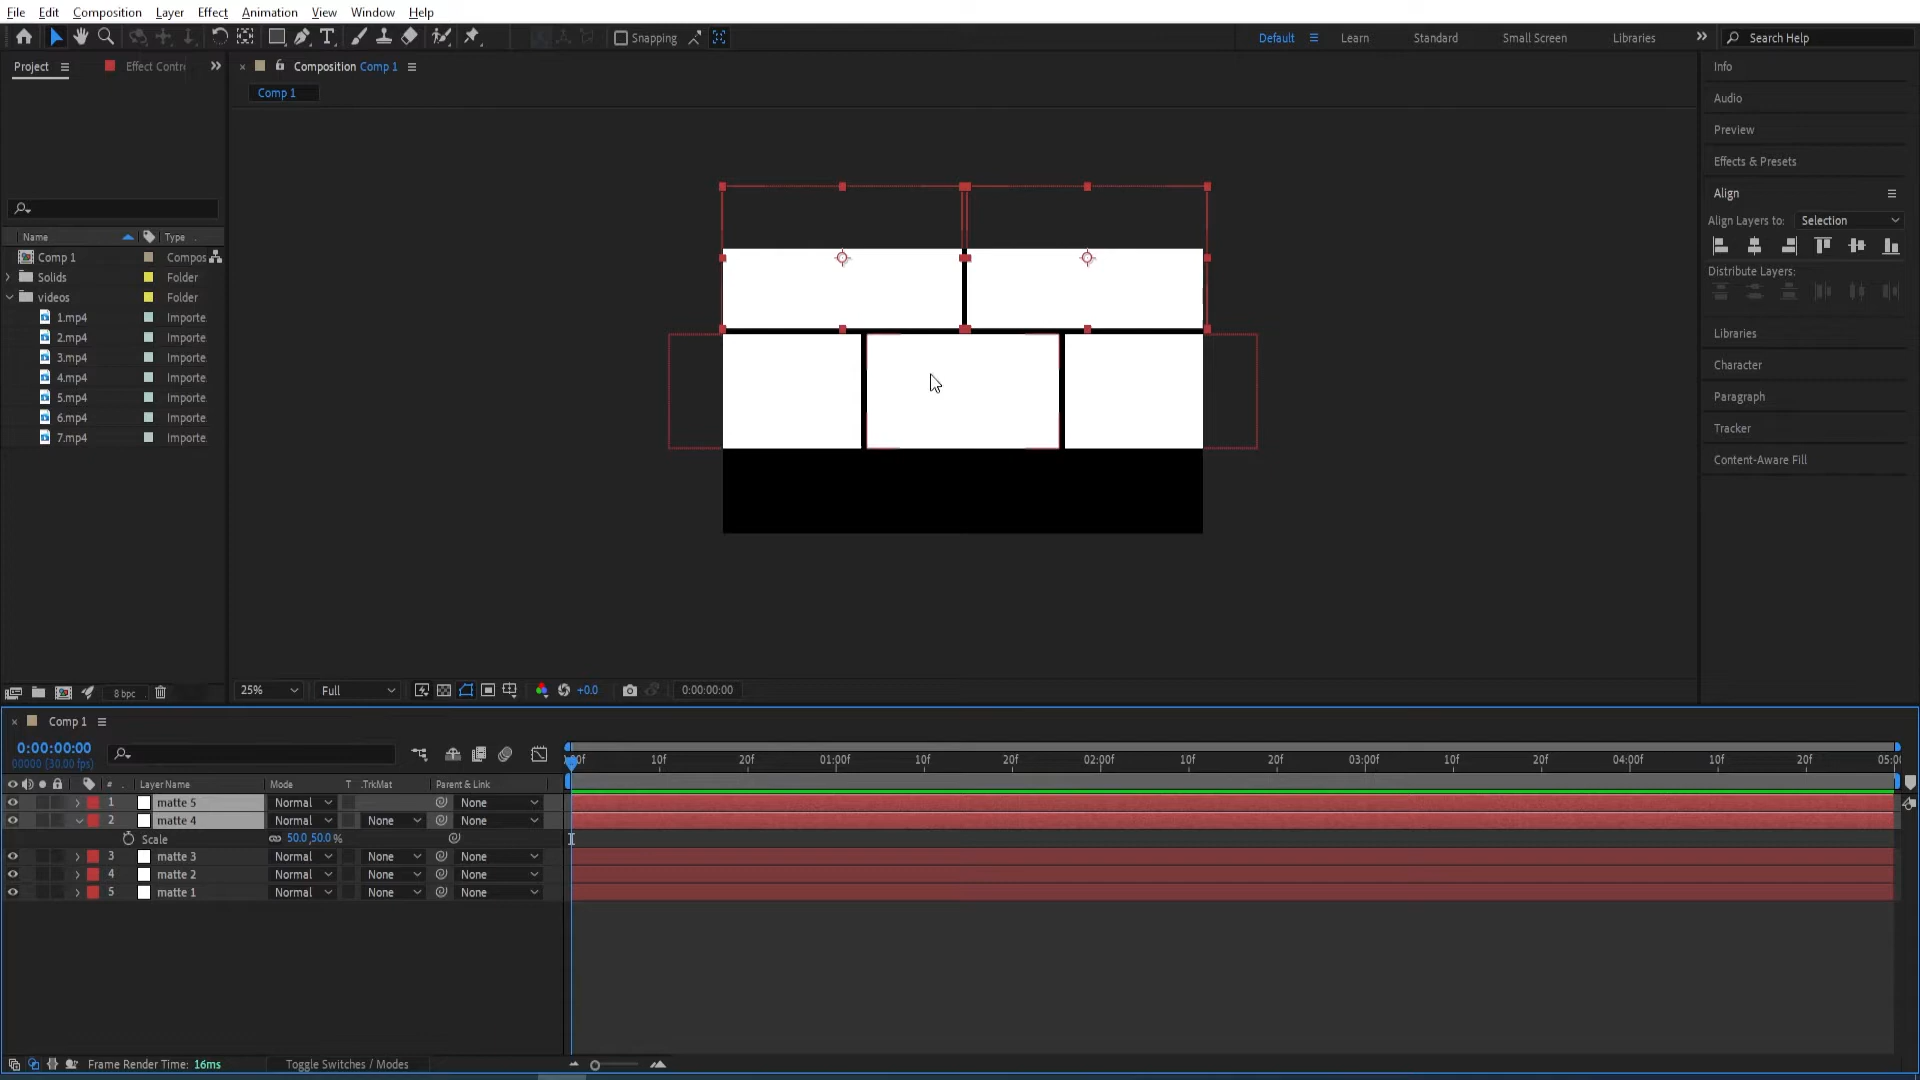 File Edit Composition Layer Effect Animation View Window Help
Snapping
Default Learn Standard Small Screen Libraries
Search Help
Project
Effect Contr
Composition Comp 1
Comp 1
Name Type
Comp 1 Compos
Solids Folder
videos Folder
1.mp4 Importe
2.mp4 Importe
3.mp4 Importe
4.mp4 Importe
5.mp4 Importe
6.mp4 Importe
7.mp4 Importe
8 bpc
25% Full +0.0 0:00:00:00
Info
Audio
Preview
Effects & Presets
Align
Align Layers to: Selection
Distribute Layers:
Libraries
Character
Paragraph
Tracker
Content-Aware Fill
Comp 1
0:00:00:00
00000 (30.00 fps)
# Layer Name Mode T .TrkMat Parent & Link
10f 20f 01:00f 10f 20f 02:00f 10f 20f 03:00f 10f 20f 04:00f 10f 20f 05:0
1 matte 5 Normal None
2 matte 4 Normal None None
Scale 50.0,50.0 %
3 matte 3 Normal None None
4 matte 2 Normal None None
5 matte 1 Normal None None
Frame Render Time: 16ms Toggle Switches / Modes